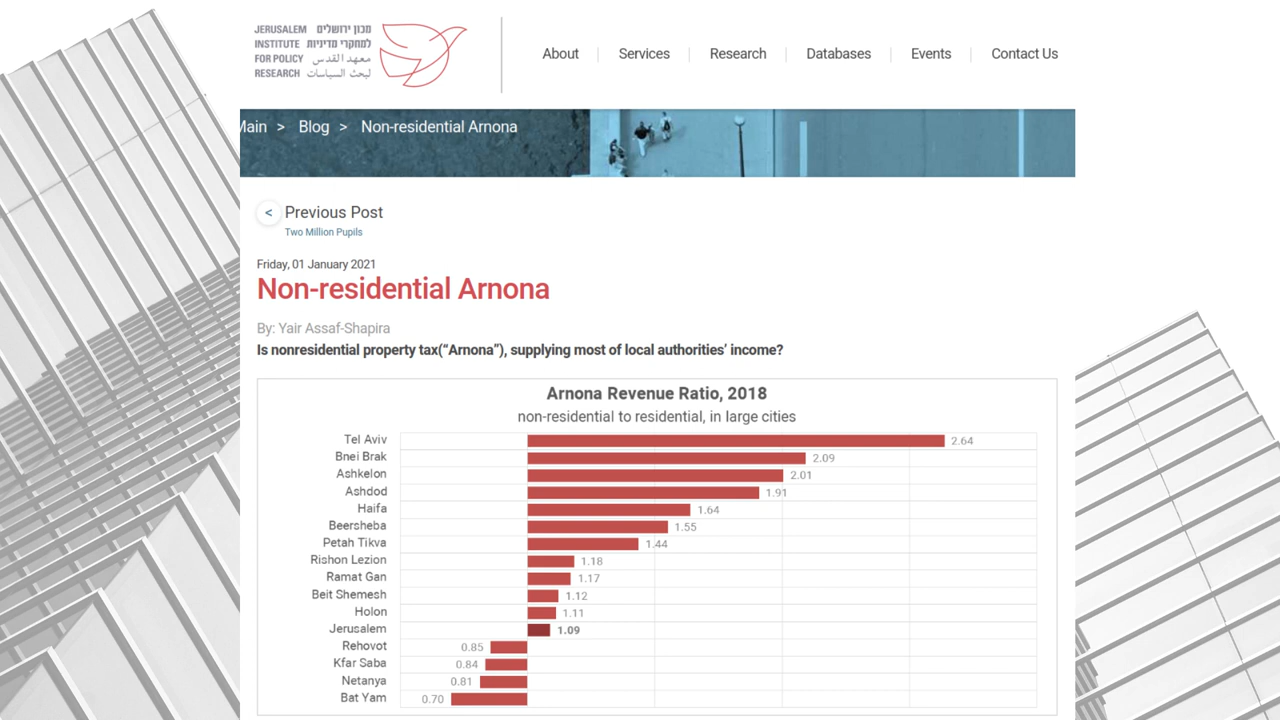 JERUSALEM מכון ירושלים
INSTITUTE למחקרי מדיניות
FOR POLICY معهد القدس
RESEARCH لبحث السياسات
About
Services
Research
Databases
Events
Contact Us
Main > Blog > Non-residential Arnona
< Previous Post
Two Million Pupils
Friday, 01 January 2021
Non-residential Arnona
By: Yair Assaf-Shapira
Is nonresidential property tax(“Arnona”), supplying most of local authorities’ income?
Arnona Revenue Ratio, 2018
non-residential to residential, in large cities
Tel Aviv 2.64
Bnei Brak 2.09
Ashkelon 2.01
Ashdod 1.91
Haifa 1.64
Beersheba 1.55
Petah Tikva 1.44
Rishon Lezion 1.18
Ramat Gan 1.17
Beit Shemesh 1.12
Holon 1.11
Jerusalem 1.09
Rehovot 0.85
Kfar Saba 0.84
Netanya 0.81
Bat Yam 0.70